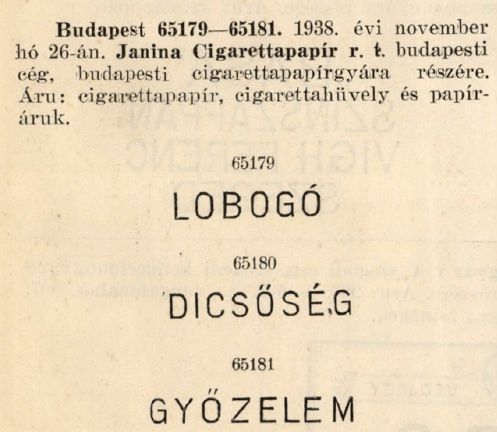 Budapest 65179—65181. 1938. évi november
hó 26-án. Janina Cigarettapapír r. t. budapesti
cég, budapesti cigarettapapírgyára részére.
Áru: cigarettapapír, cigarettahüvely és papír-
áruk.
65179
LOBOGÓ
65180
DICSŐSÉG
65181
GYŐZELEM